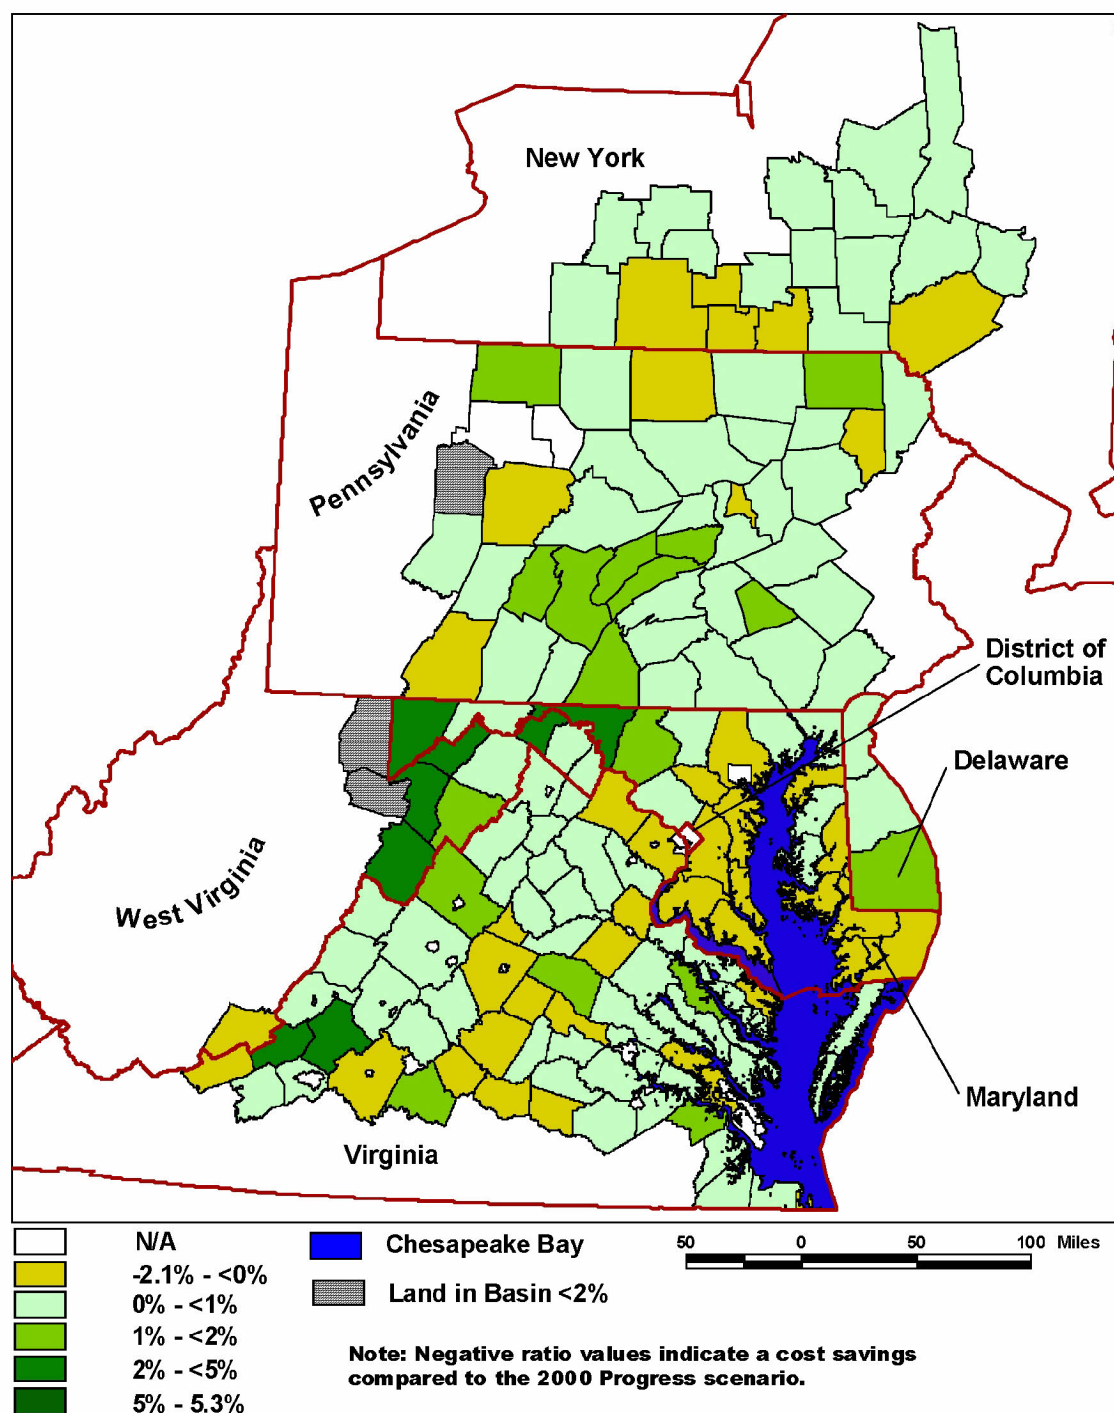 New York
Pennsylvania
District of
Columbia
Delaware
West Virginia
Maryland
Virginia
N/A
-2.1% - <0%
0% - <1%
1% - <2%
2% - <5%
5% - 5.3%
Chesapeake Bay
Land in Basin <2%
50 0 50 100 Miles
Note: Negative ratio values indicate a cost savings
compared to the 2000 Progress scenario.